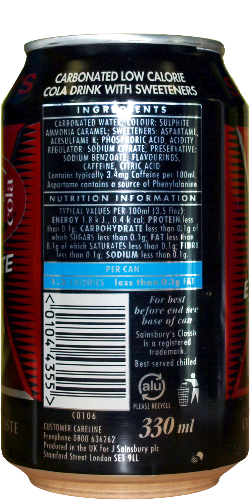 CARBONATED LOW CALORIE
COLA DRINK WITH SWEETENERS
INGREDIENTS
CARBONATED WATER; COLOUR: SULPHITE
AMMONIA CARAMEL; SWEETENERS: ASPARTAME,
ACESULFAME K; PHOSPHORIC ACID, ACIDITY
REGULATOR: SODIUM CITRATE; PRESERVATIVE:
SODIUM BENZOATE; FLAVOURINGS,
CAFFEINE, CITRIC ACID
Contains typically 3.4mg Caffeine per 100ml.
Aspartame contains a source of Phenylalanine
NUTRITION INFORMATION
TYPICAL VALUES PER 100ml (3.5 floz):
ENERGY 1.8 kJ, 0.4 kcal; PROTEIN less
than 0.1g, CARBOHYDRATE less than 0.1g of
which SUGARS less than 0.1g; FAT less than
0.1g of which SATURATES less than 0.1g, FIBRE
less than 0.1g, SODIUM less than 0.1g.
PER CAN
CALORIES less than 0.1g FAT
For best
before end see
base of can
Sainsbury's Classic
is a registered
trademark.
Best served chilled
cola
<01044355>
alu
PLEASE RECYCLE
C0106
CUSTOMER CARELINE
Freephone 0800 636262
330 ml
Produced in the UK for J Sainsbury plc
Stamford Street London SE1 9LL